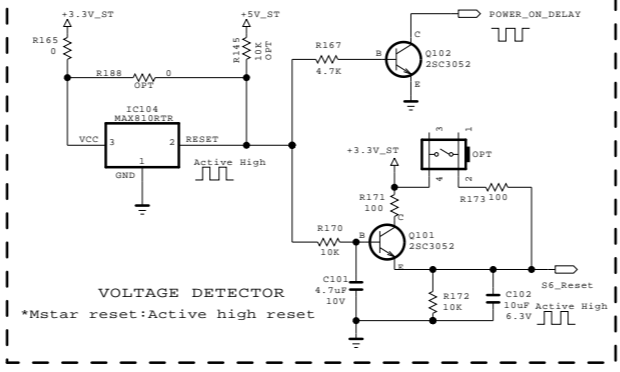 +3.3V_ST
+5V_ST
POWER_ON_DELAY
R165
0
R145
10K
OPT
R167
4.7K
B
C
E
Q102
2SC3052
R188
0
OPT
IC104
MAX810RTR
VCC
3
2
RESET
1
GND
Active High
+3.3V_ST
3
1
4
2
OPT
R171
100
R173
100
R170
10K
B
C
E
Q101
2SC3052
C101
4.7uF
10V
R172
10K
C102
10uF
6.3V
S6_Reset
Active High
VOLTAGE DETECTOR
*Mstar reset:Active high reset